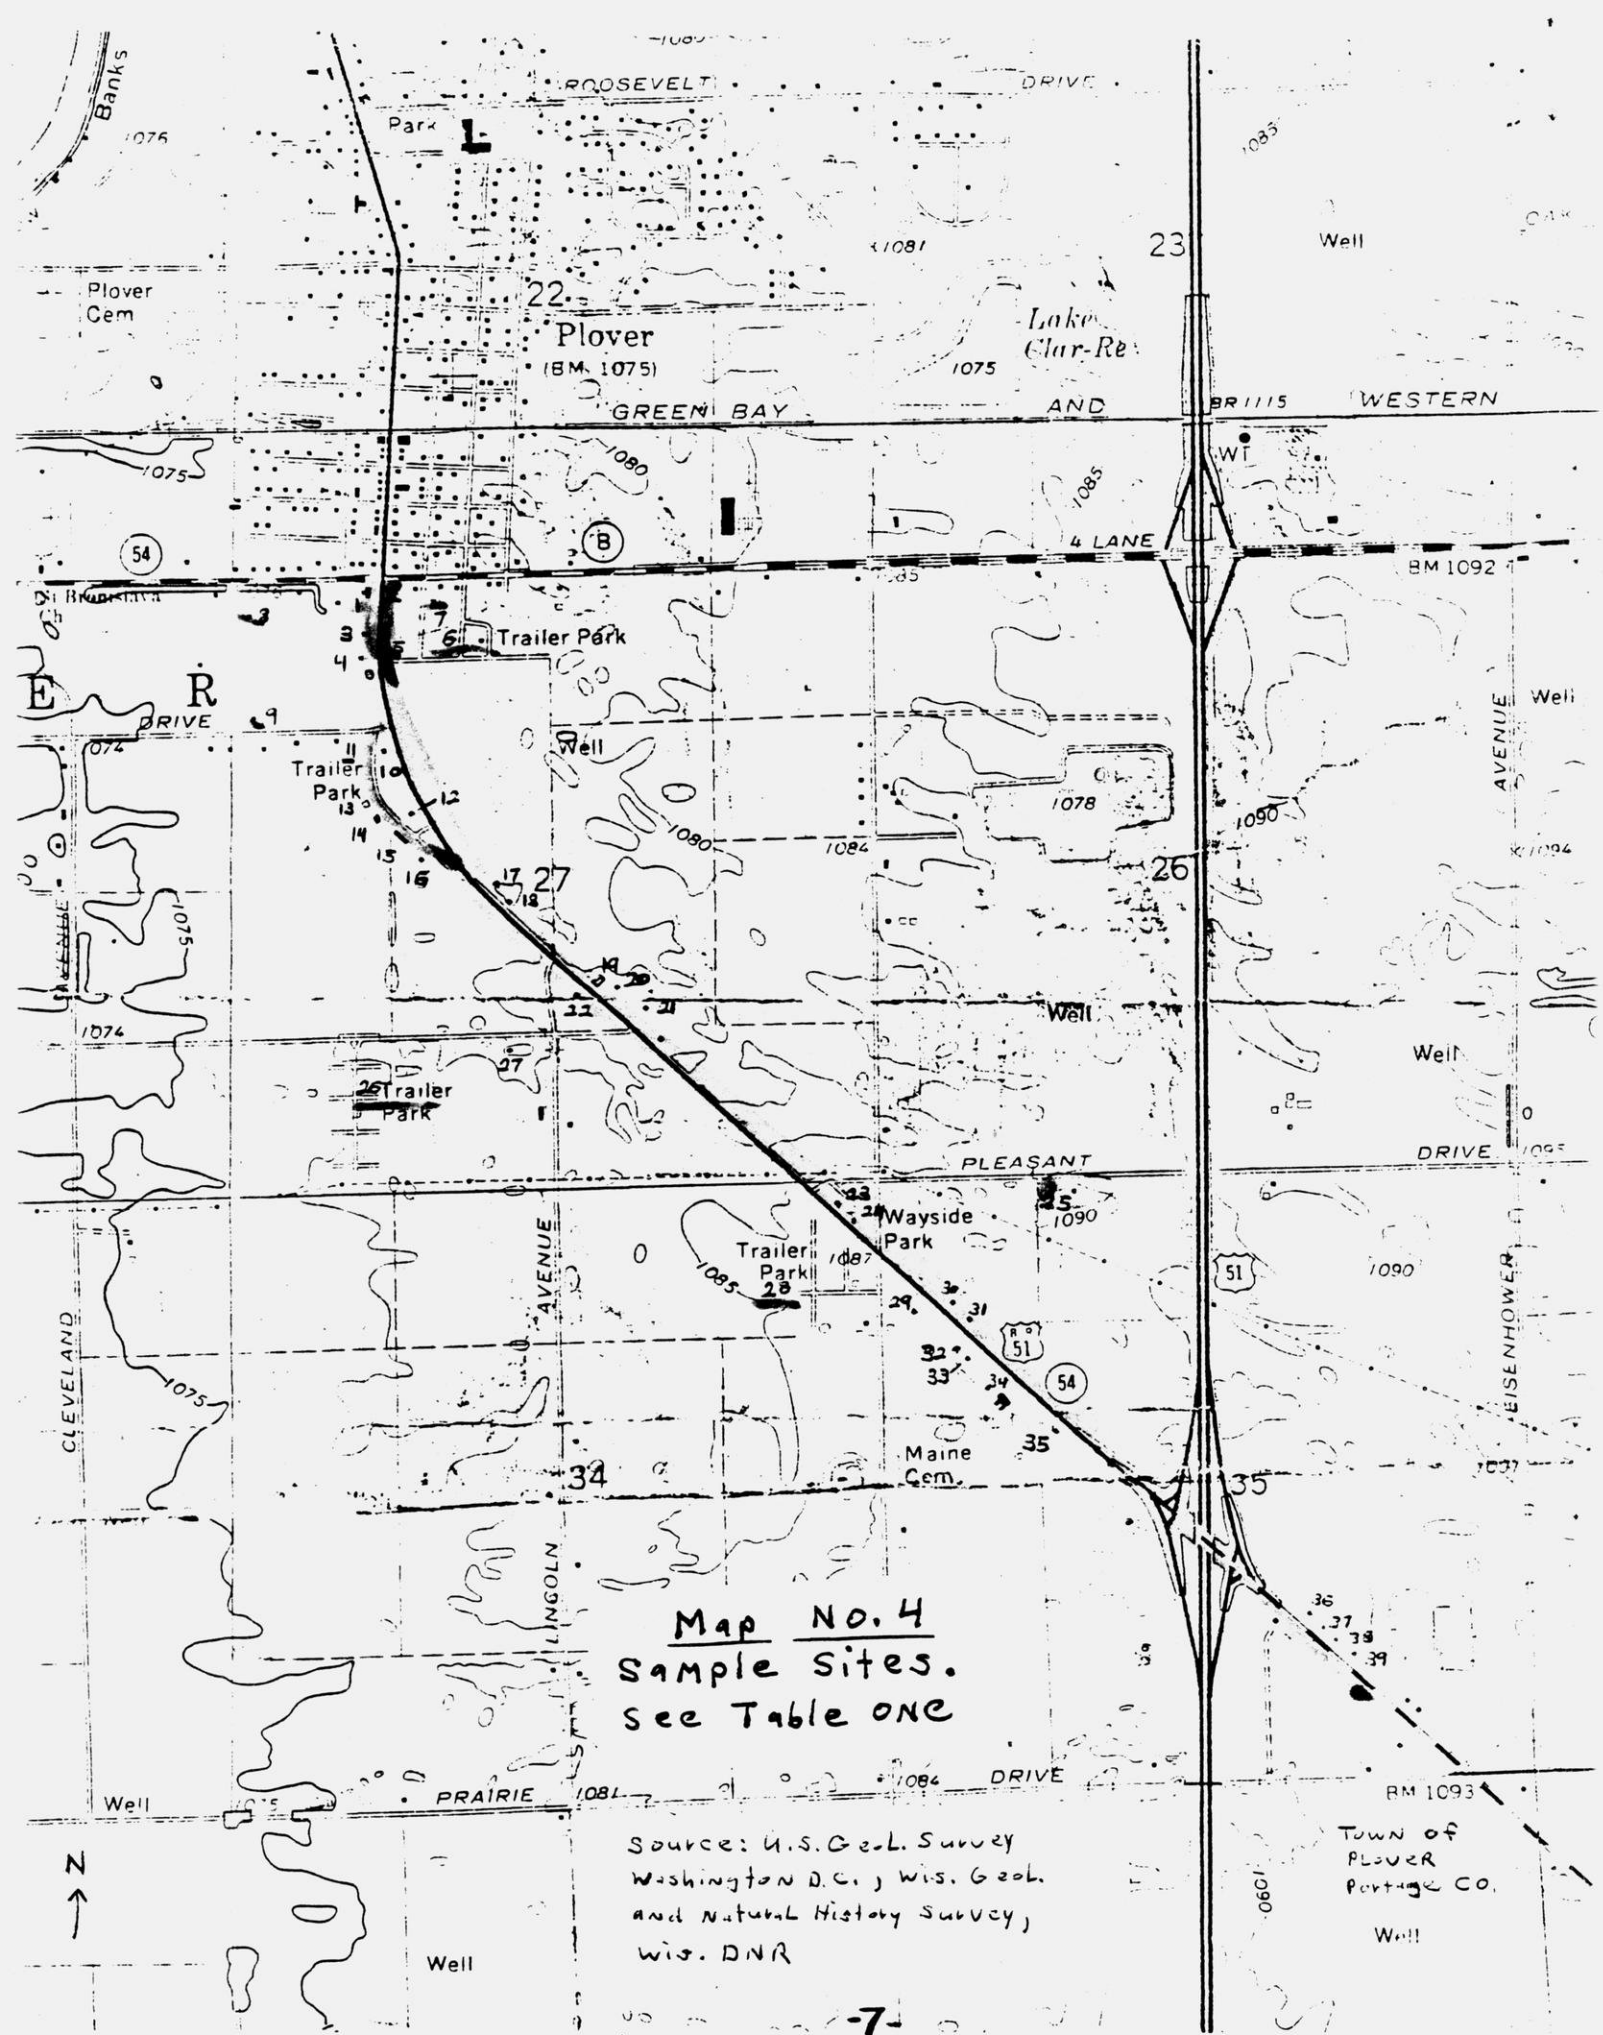 ROOSEVELT DRIVE
Banks
Park
1076
1085
1081
23
Well
Plover
Cem
22
Plover
(BM 1075)
Lake
Clar-Re
1075
GREEN BAY AND WESTERN
BR 1115
1075
1080
1085
WT
54
B
4 LANE
BM 1092
3
7
3
5
6
Trailer Park
4
E R
DRIVE
9
1074
Well
AVENUE
Well
11
Trailer
Park
10
12
13
14
15
16
1078
1080
1084
1090
1094
26
17
27
18
1075
AVENUE
19
20
21
22
1074
Well
Well
27
26 Trailer
Park
PLEASANT DRIVE
23
24
Wayside
Park
25
1090
Trailer
Park
28
1087
1085
51
1090
AVENUE
29
30
31
51
32
33
34
54
35
CLEVELAND
1075
EISENHOWER
Maine
Cem.
34
35
LINCOLN
36
37
38
39
Map No. 4
Sample Sites.
See Table ONE
PRAIRIE DRIVE
1081
1084
Well
BM 1093
N
Source: U.S. Geol. Survey
Washington D.C., Wis. Geol.
and Natural History Survey,
Wis. DNR
Town of
PLOVER
Portage CO.
1090
Well
Well
-7-